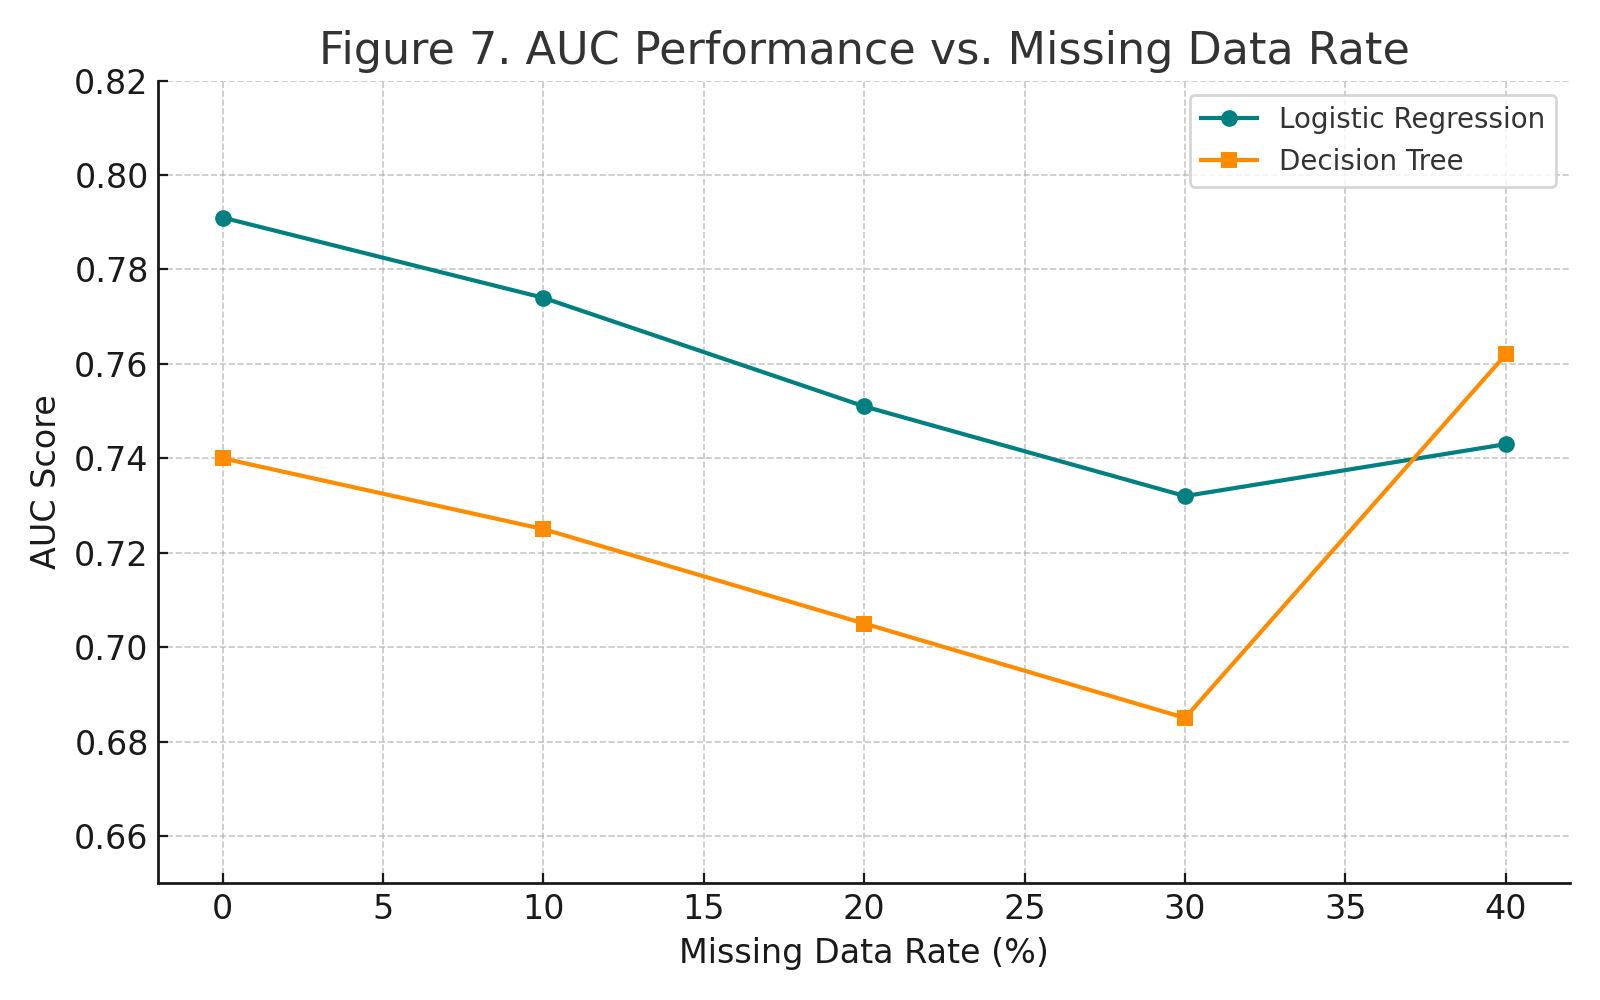 Figure 7. AUC Performance vs. Missing Data Rate
Logistic Regression
Decision Tree
AUC Score
0.82
0.80
0.78
0.76
0.74
0.72
0.70
0.68
0.66
0 5 10 15 20 25 30 35 40
Missing Data Rate (%)